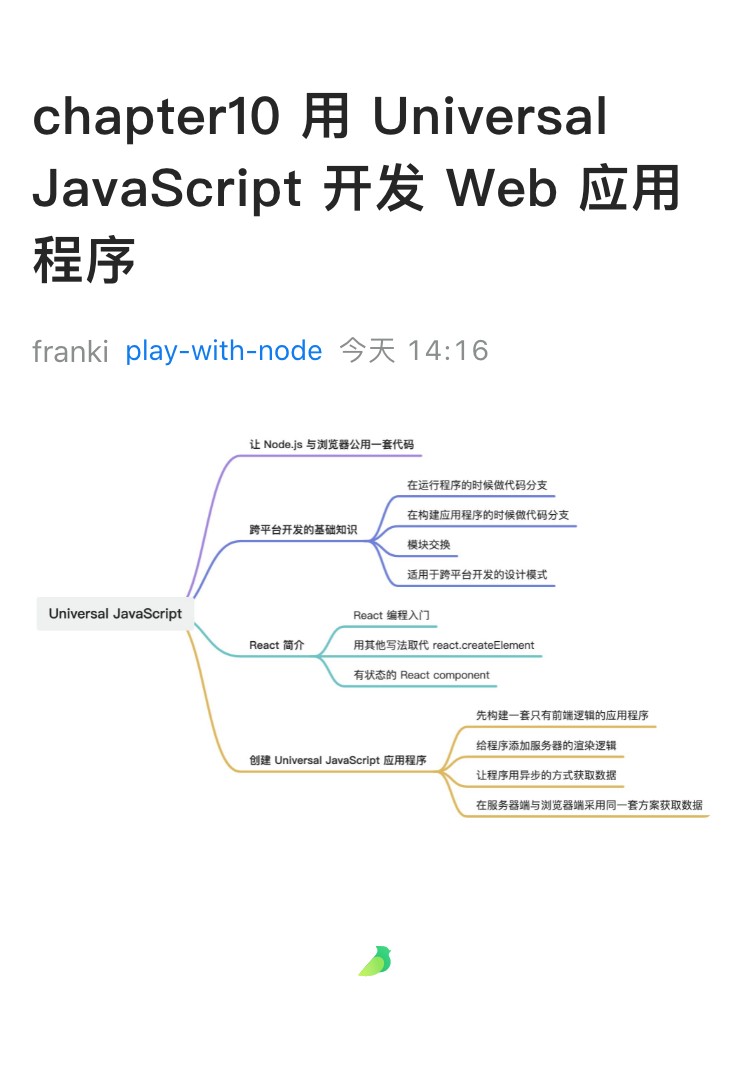 chapter10 用 Universal
JavaScript 开发 Web 应用
程序
franki play-with-node 今天 14:16
Universal JavaScript
让 Node.js 与浏览器公用一套代码
跨平台开发的基础知识
在运行程序的时候做代码分支
在构建应用程序的时候做代码分支
模块交换
适用于跨平台开发的设计模式
React 简介
React 编程入门
用其他写法取代 react.createElement
有状态的 React component
创建 Universal JavaScript 应用程序
先构建一套只有前端逻辑的应用程序
给程序添加服务器的渲染逻辑
让程序用异步的方式获取数据
在服务器端与浏览器端采用同一套方案获取数据